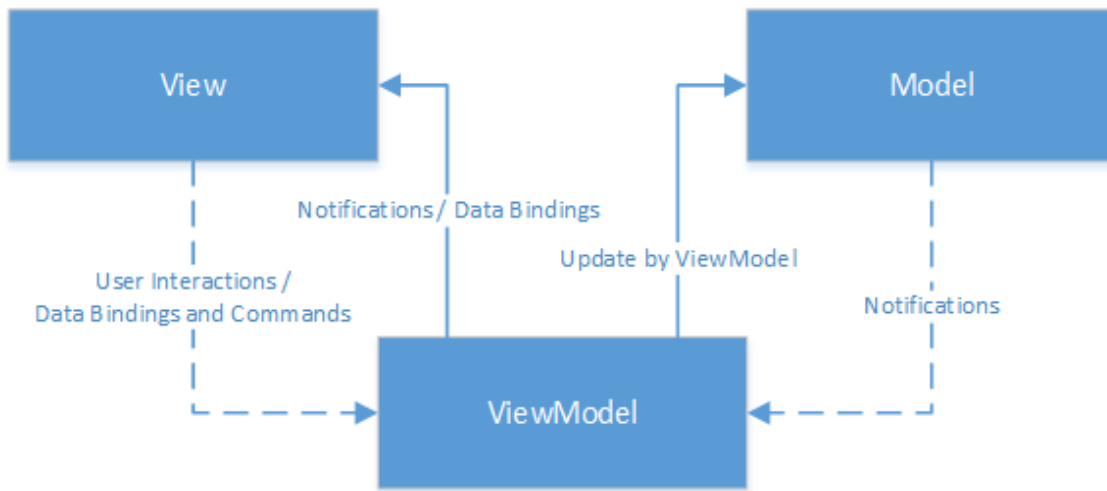 View
Model
Notifications / Data Bindings
Update by ViewModel
User Interactions /
Data Bindings and Commands
Notifications
ViewModel